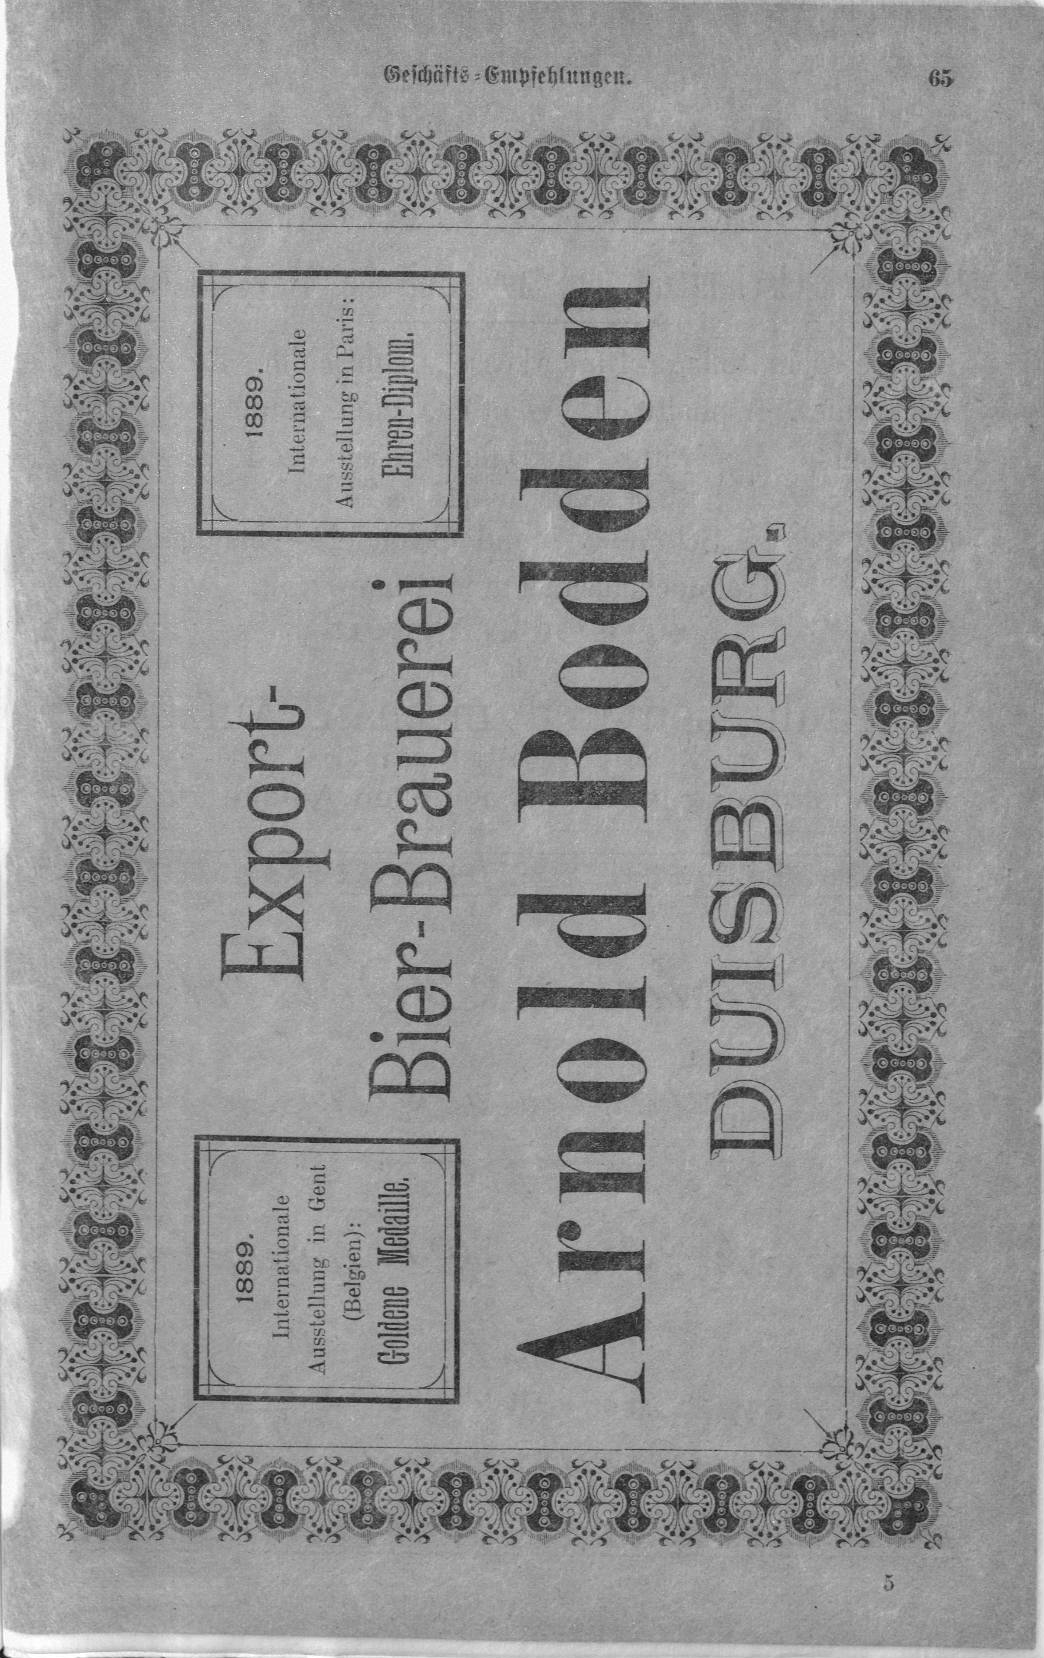 Geschäfts-Empfehlungen.
65
1889.
Internationale
Ausstellung in Gent
(Belgien):
Goldene Medaille.
Export-
Bier-Brauerei
1889.
Internationale
Ausstellung in Paris:
Ehren-Diplom.
Arnold Bodden
DUISBURG.
5